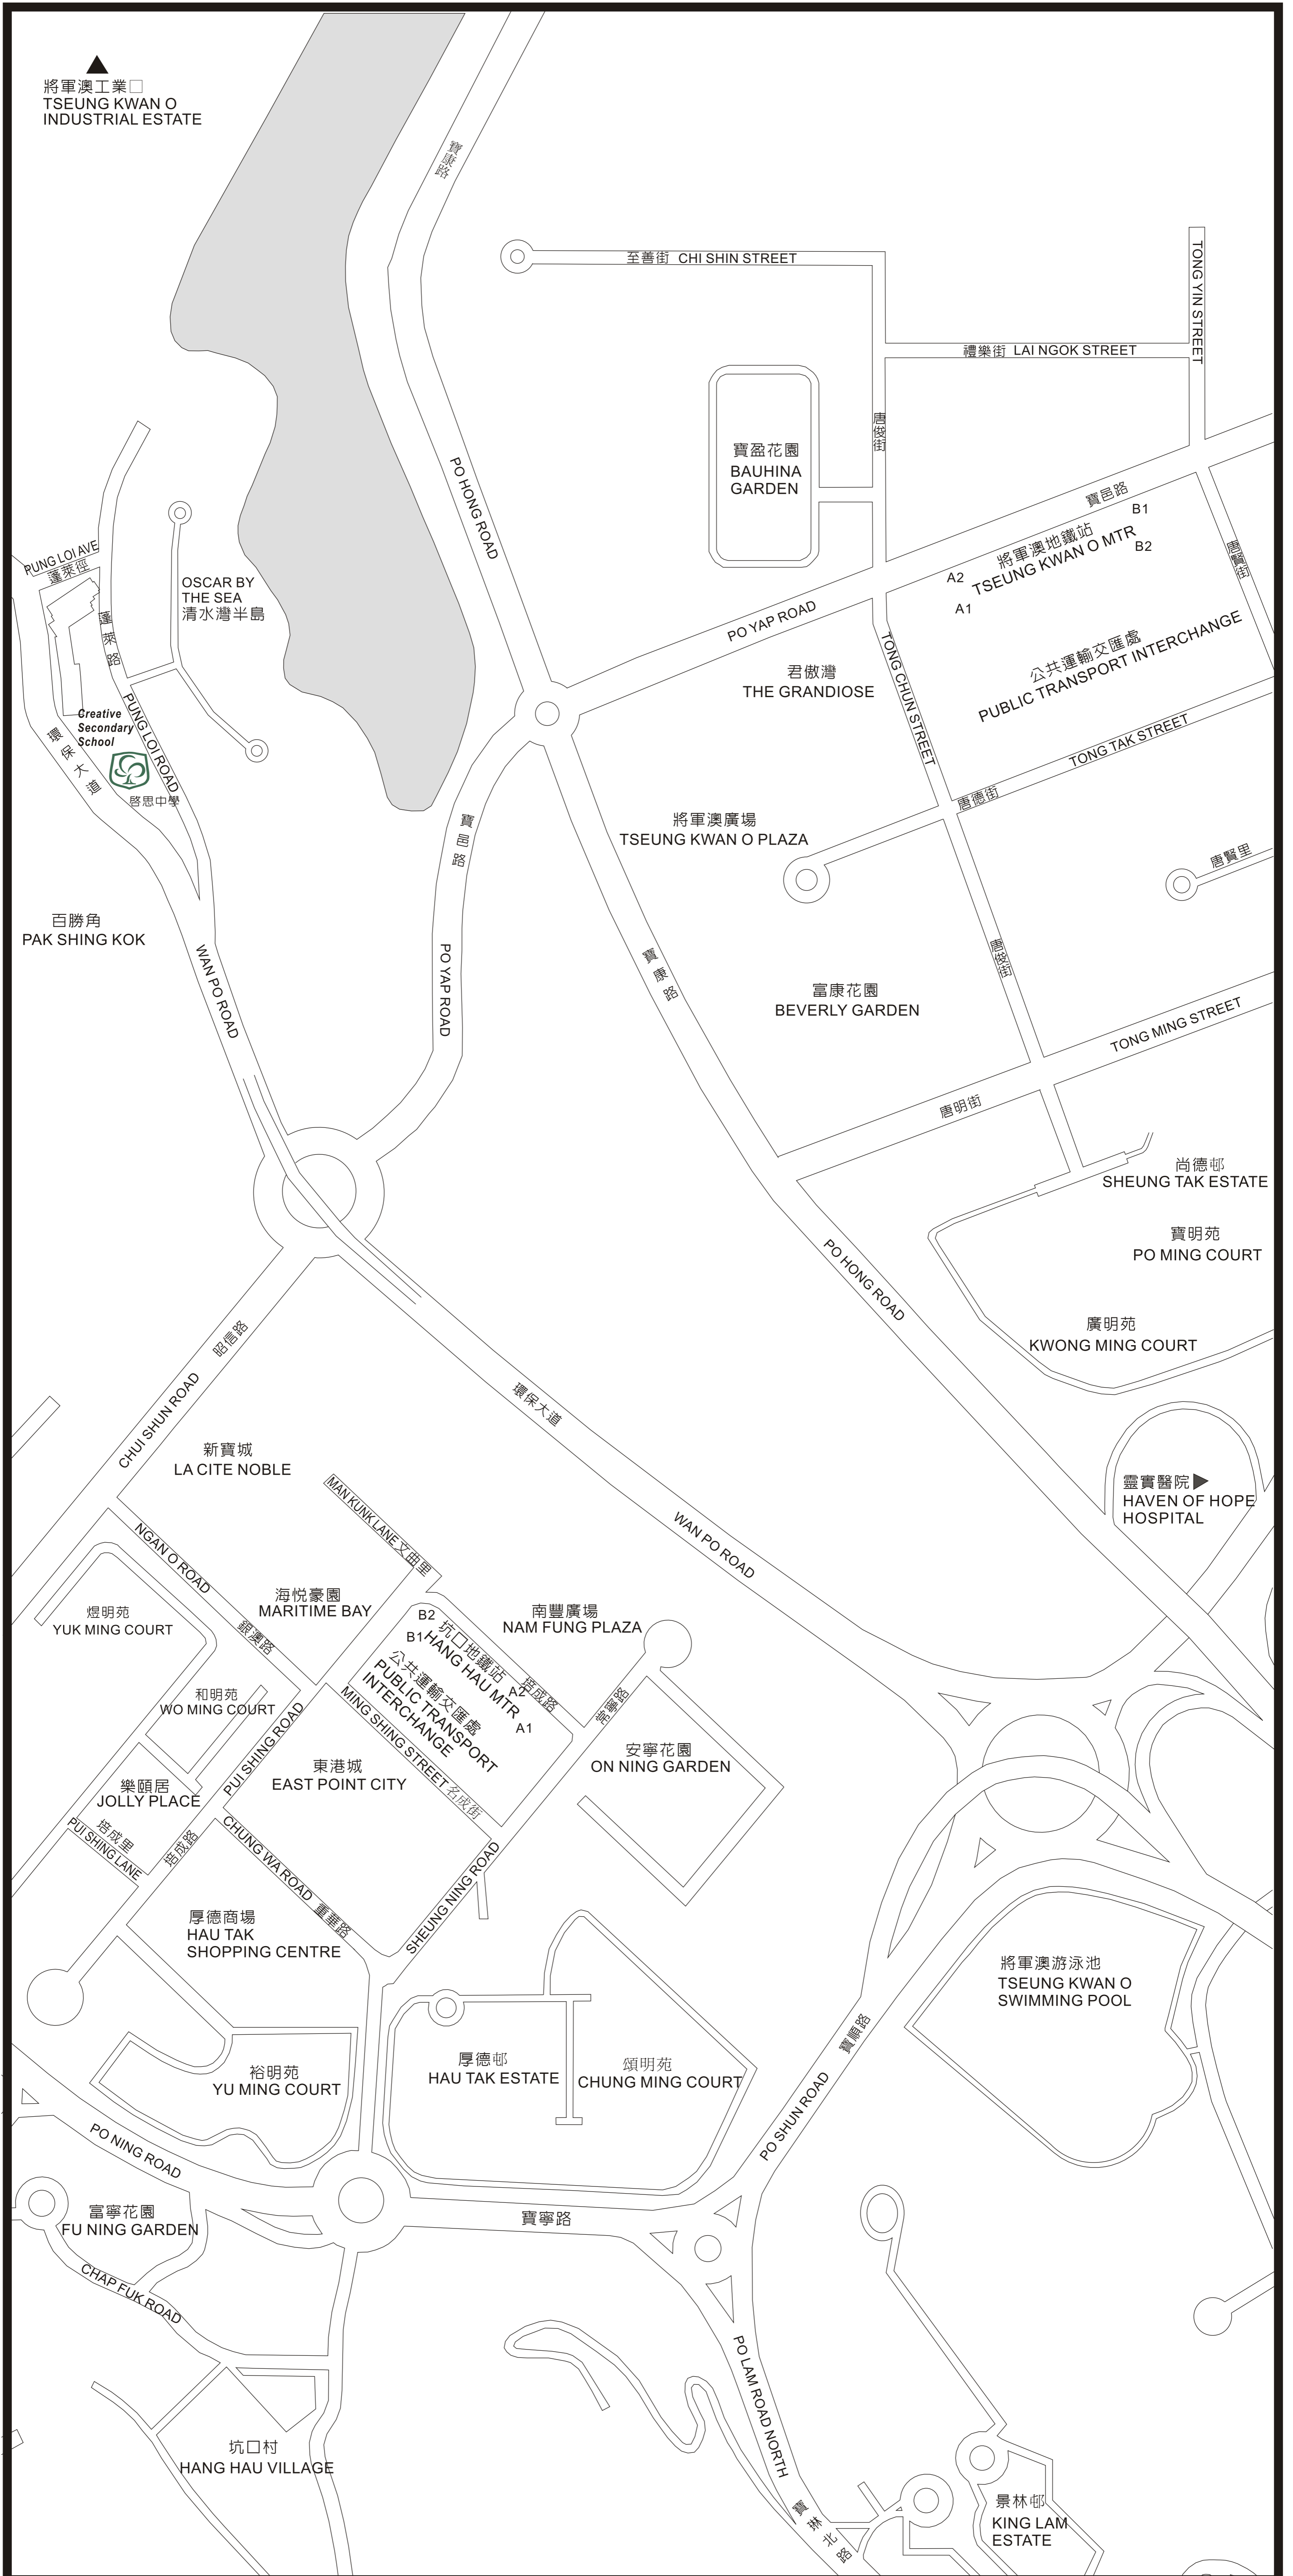 將軍澳工業□
TSEUNG KWAN O
INDUSTRIAL ESTATE
寶康路
至善街 CHI SHIN STREET
TONG YIN STREET
禮樂街 LAI NGOK STREET
唐俊街
寶盈花園
BAUHINA
GARDEN
PO HONG ROAD
寶邑路
B1
將軍澳地鐵站
TSEUNG KWAN O MTR
B2
A2
A1
唐賢街
PUNG LOI AVE
蓬萊徑
OSCAR BY
THE SEA
清水灣半島
蓬萊路
PO YAP ROAD
公共運輸交匯處
PUBLIC TRANSPORT INTERCHANGE
君傲灣
THE GRANDIOSE
TONG CHUN STREET
PUNG LOI ROAD
Creative
Secondary
School
啓思中學
環保大道
TONG TAK STREET
唐德街
將軍澳廣場
TSEUNG KWAN O PLAZA
寶邑路
唐賢里
百勝角
PAK SHING KOK
WAN PO ROAD
PO YAP ROAD
寶康路
唐俊街
富康花園
BEVERLY GARDEN
TONG MING STREET
唐明街
尚德邨
SHEUNG TAK ESTATE
寶明苑
PO MING COURT
PO HONG ROAD
廣明苑
KWONG MING COURT
昭信路
CHUI SHUN ROAD
環保大道
新寶城
LA CITE NOBLE
MAN KUNK LANE 文曲里
靈實醫院
HAVEN OF HOPE
HOSPITAL
WAN PO ROAD
NGAN O ROAD
銀澳路
海悅豪園
MARITIME BAY
煜明苑
YUK MING COURT
南豐廣場
NAM FUNG PLAZA
B2
B1
坑口地鐵站
HANG HAU MTR
A2
A1
培成路
公共運輸交匯處
PUBLIC TRANSPORT
INTERCHANGE
常寧路
和明苑
WO MING COURT
PUI SHING ROAD
MING SHING STREET 名成街
安寧花園
ON NING GARDEN
東港城
EAST POINT CITY
樂頤居
JOLLY PLACE
培成里
PUI SHING LANE
培成路
CHUNG WA ROAD 重華路
SHEUNG NING ROAD
厚德商場
HAU TAK
SHOPPING CENTRE
將軍澳游泳池
TSEUNG KWAN O
SWIMMING POOL
寶順路
PO SHUN ROAD
厚德邨
HAU TAK ESTATE
頌明苑
CHUNG MING COURT
裕明苑
YU MING COURT
PO NING ROAD
富寧花園
FU NING GARDEN
寶寧路
CHAP FUK ROAD
PO LAM ROAD NORTH
坑口村
HANG HAU VILLAGE
寶琳北路
景林邨
KING LAM
ESTATE